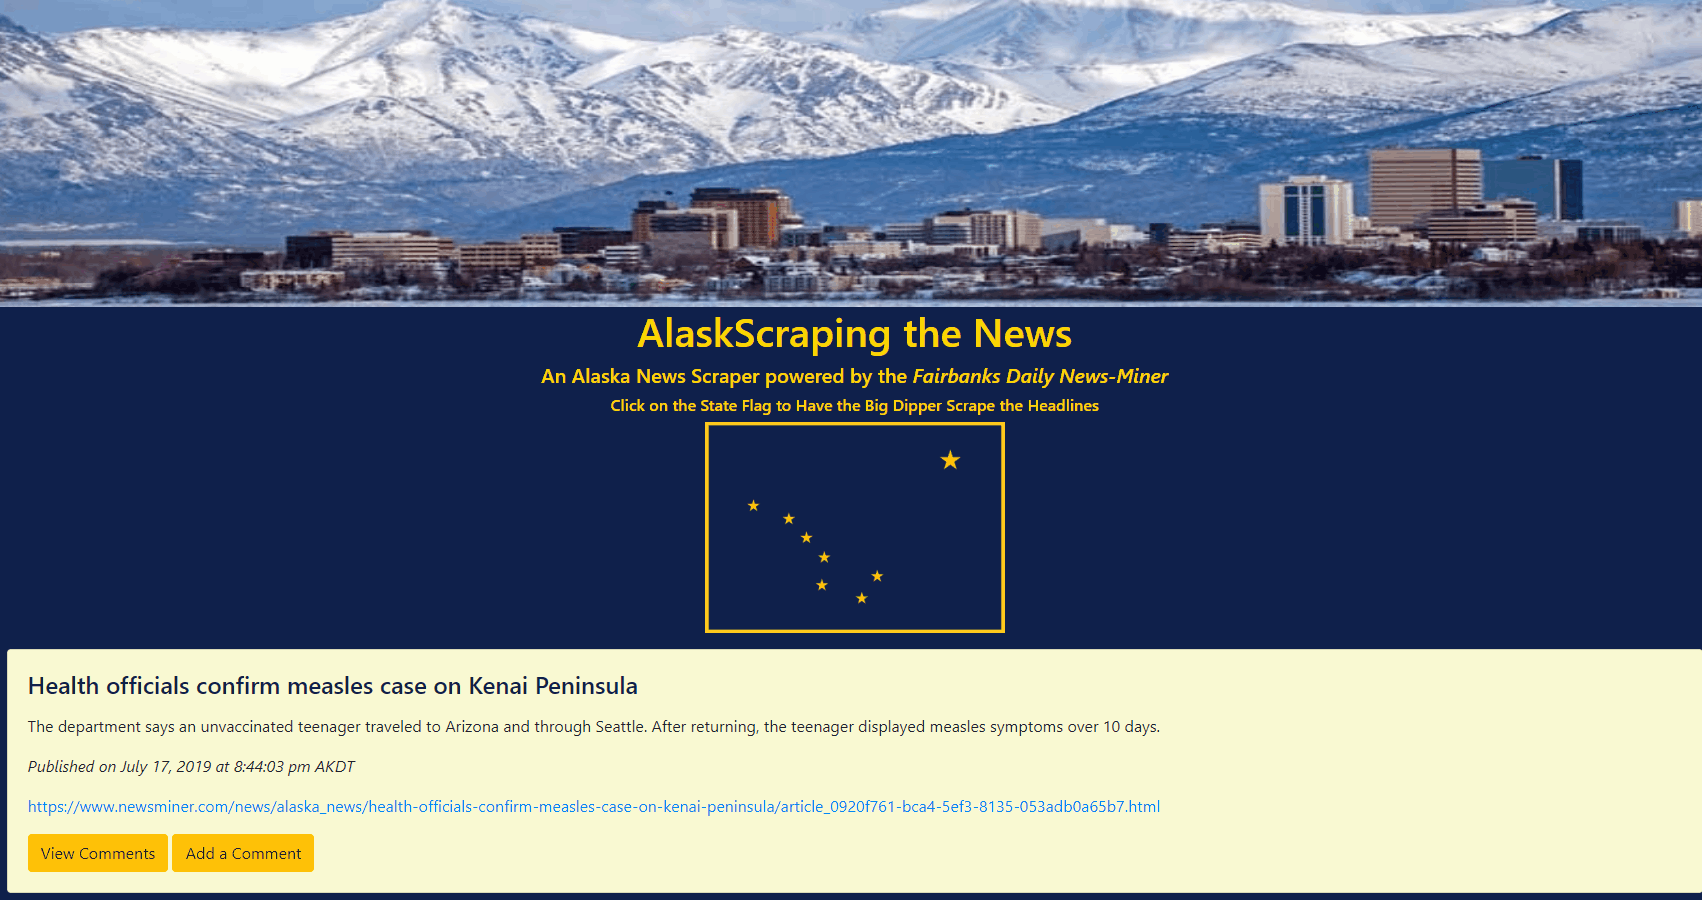 AlaskScraping the News
An Alaska News Scraper powered by the Fairbanks Daily News-Miner
Click on the State Flag to Have the Big Dipper Scrape the Headlines
Health officials confirm measles case on Kenai Peninsula
The department says an unvaccinated teenager traveled to Arizona and through Seattle. After returning, the teenager displayed measles symptoms over 10 days.
Published on July 17, 2019 at 8:44:03 pm AKDT
https://www.newsminer.com/news/alaska_news/health-officials-confirm-measles-case-on-kenai-peninsula/article_0920f761-bca4-5ef3-8135-053adb0a65b7.html
View Comments Add a Comment